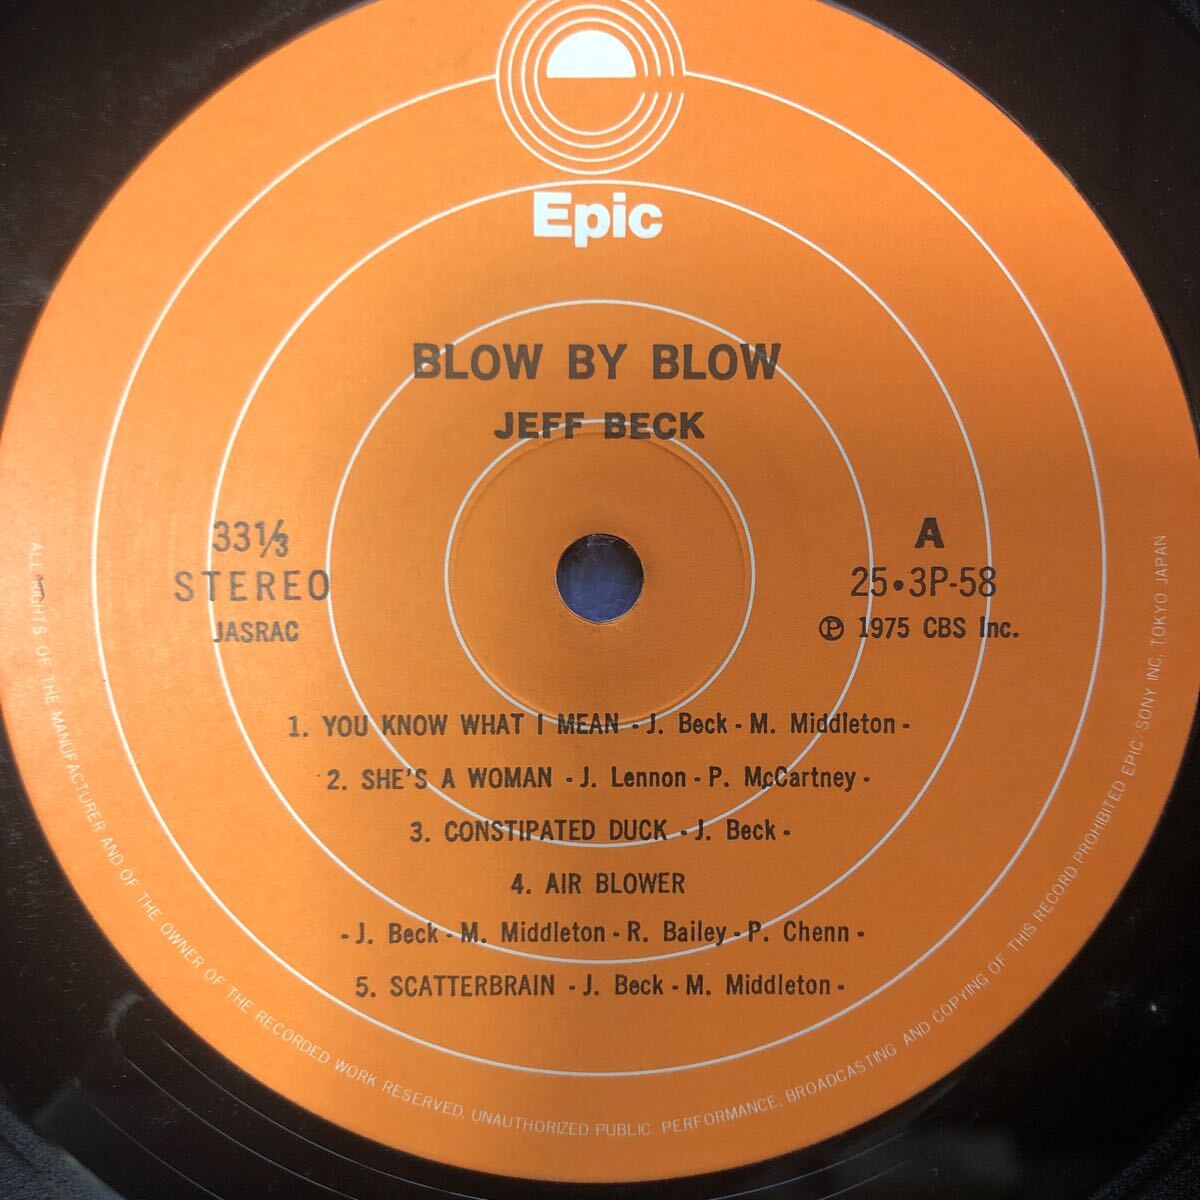 Epic
BLOW BY BLOW
JEFF BECK
33⅓
STEREO
JASRAC
A
25•3P-58
Ⓟ 1975 CBS Inc.
1. YOU KNOW WHAT I MEAN - J. Beck - M. Middleton -
2. SHE'S A WOMAN - J. Lennon - P. McCartney -
3. CONSTIPATED DUCK - J. Beck -
4. AIR BLOWER
- J. Beck - M. Middleton - R. Bailey - P. Chenn -
5. SCATTERBRAIN - J. Beck - M. Middleton -
ALL RIGHTS OF THE MANUFACTURER AND OF THE OWNER OF THE RECORDED WORK RESERVED. UNAUTHORIZED PUBLIC PERFORMANCE, BROADCASTING AND COPYING OF THIS RECORD PROHIBITED EPIC/SONY INC, TOKYO JAPAN